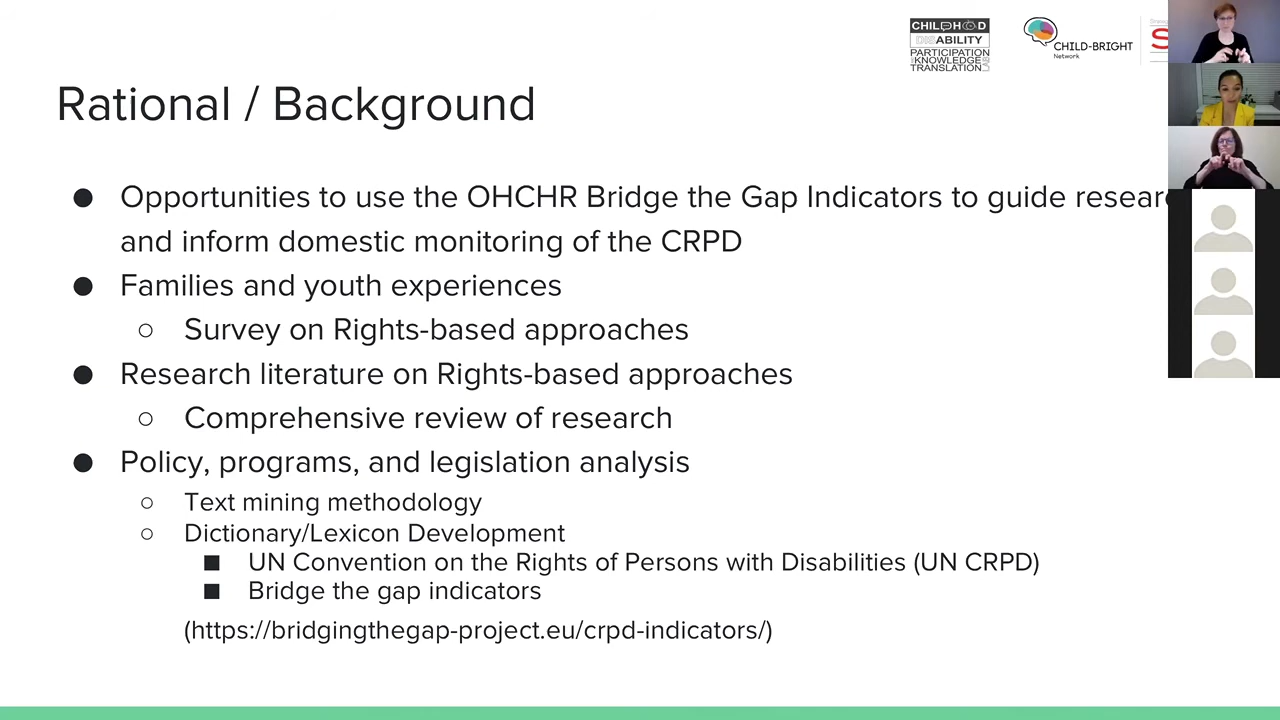 CHILDHOOD
DISABILITY
PARTICIPATION
KNOWLEDGE
TRANSLATION
LAB
CHILD-BRIGHT
Network
Rational / Background
● Opportunities to use the OHCHR Bridge the Gap Indicators to guide
and inform domestic monitoring of the CRPD
● Families and youth experiences
○ Survey on Rights-based approaches
● Research literature on Rights-based approaches
○ Comprehensive review of research
● Policy, programs, and legislation analysis
○ Text mining methodology
○ Dictionary/Lexicon Development
■ UN Convention on the Rights of Persons with Disabilities (UN CRPD)
■ Bridge the gap indicators
(https://bridgingthegap-project.eu/crpd-indicators/)